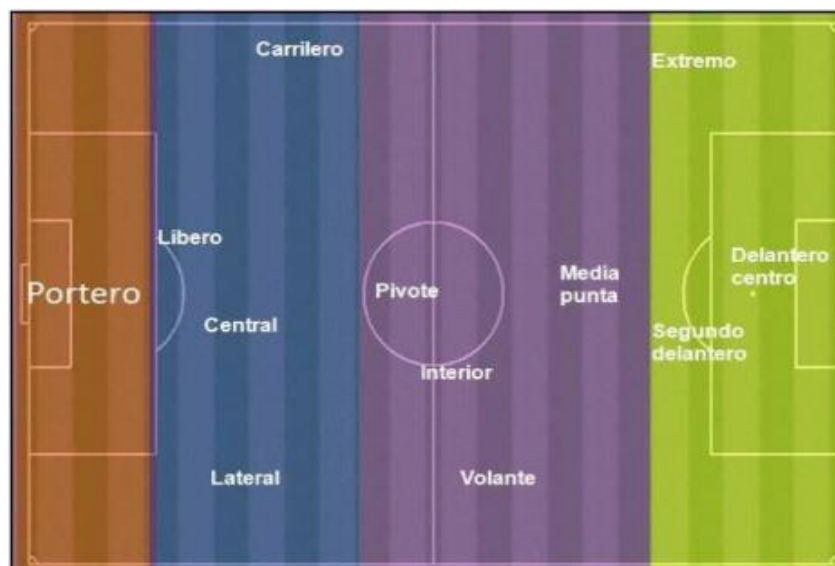 Carrilero
Extremo
Libero
Portero
Central
Lateral
Pivote
Interior
Volante
Media
punta
Delantero
centro
Segundo
delantero